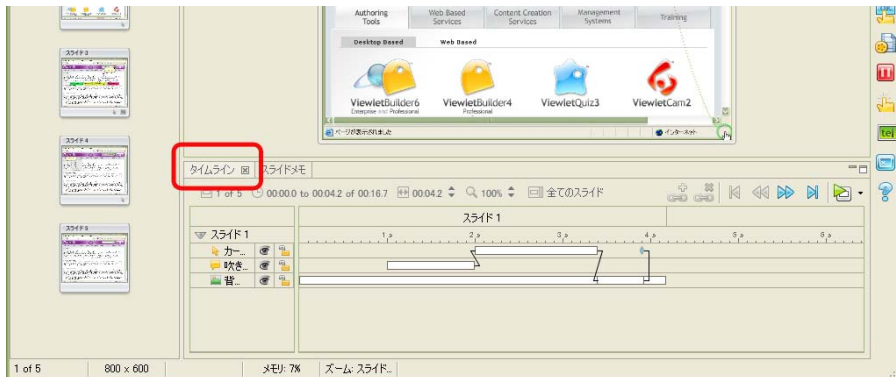 Authoring Tools
Web Based Services
Content Creation Services
Management Systems
Training
Desktop Based
Web Based
ViewletBuilder6
Enterprise and Professional
ViewletBuilder4
Professional
ViewletQuiz3
ViewletCam2
ページが表示されました
インターネット
スライド 2
スライド 4
スライド 5
タイムライン
スライドメモ
1 of 5
00:00.0 to 00:04.2 of 00:16.7
00:04.2
100%
全てのスライド
スライド 1
スライド 1
1 s
2 s
3 s
4 s
5 s
6 s
カー...
吹き...
背...
1 of 5
800 x 600
メモリ: 7%
ズーム: スライド...